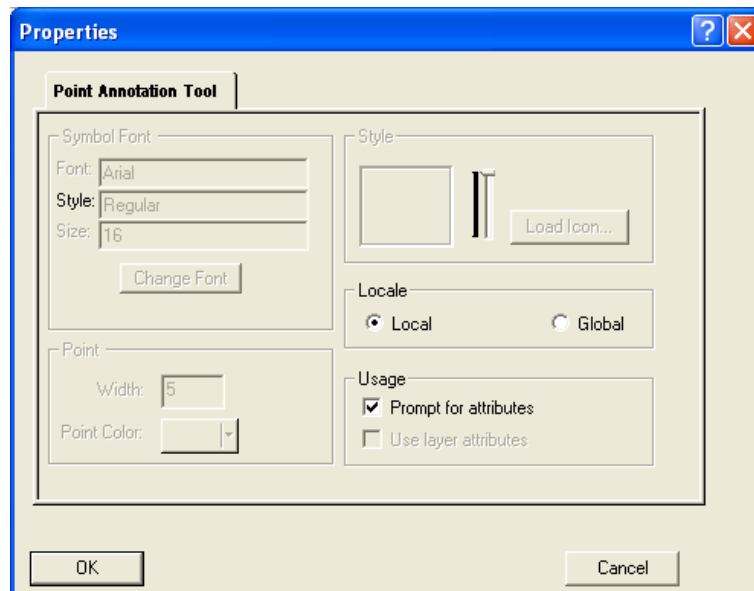 Properties
Point Annotation Tool
Symbol Font
Font: Arial
Style: Regular
Size: 16
Change Font
Point
Width: 5
Point Color:
Style
Load Icon...
Locale
Local Global
Usage
Prompt for attributes
Use layer attributes
OK Cancel